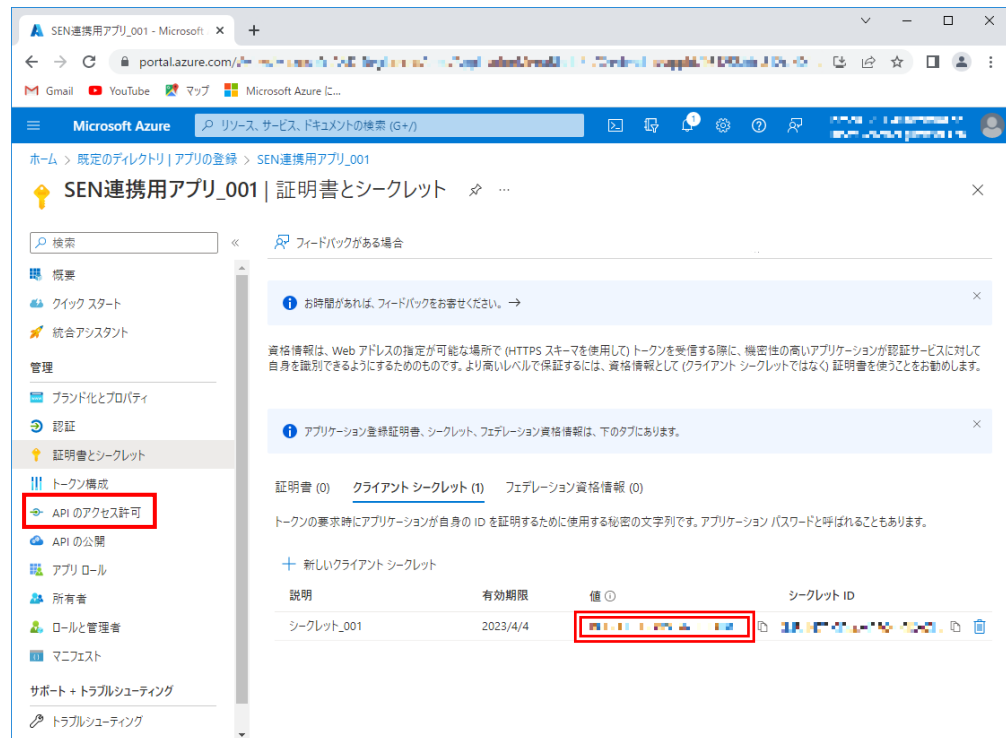 SEN連携用アプリ_001 - Microsoft
portal.azure.com/
Gmail
YouTube
マップ
Microsoft Azure に...
Microsoft Azure
リソース、サービス、ドキュメントの検索 (G+/)
1
ホーム > 既定のディレクトリ | アプリの登録 > SEN連携用アプリ_001
SEN連携用アプリ_001 | 証明書とシークレット
検索
フィードバックがある場合
概要
クイック スタート
統合アシスタント
管理
ブランド化とプロパティ
認証
証明書とシークレット
トークン構成
API のアクセス許可
API の公開
アプリ ロール
所有者
ロールと管理者
マニフェスト
サポート + トラブルシューティング
トラブルシューティング
お時間があれば、フィードバックをお寄せください。 →
資格情報は、Web アドレスの指定が可能な場所で (HTTPS スキーマを使用して) トークンを受信する際に、機密性の高いアプリケーションが認証サービスに対して
自身を識別できるようにするためのものです。より高いレベルで保証するには、資格情報として (クライアント シークレットではなく) 証明書を使うことをお勧めします。
アプリケーション登録証明書、シークレット、フェデレーション資格情報は、下のタブにあります。
証明書 (0)
クライアント シークレット (1)
フェデレーション資格情報 (0)
トークンの要求時にアプリケーションが自身の ID を証明するために使用する秘密の文字列です。アプリケーション パスワードと呼ばれることもあります。
新しいクライアント シークレット
説明
有効期限
値
シークレット ID
シークレット_001
2023/4/4